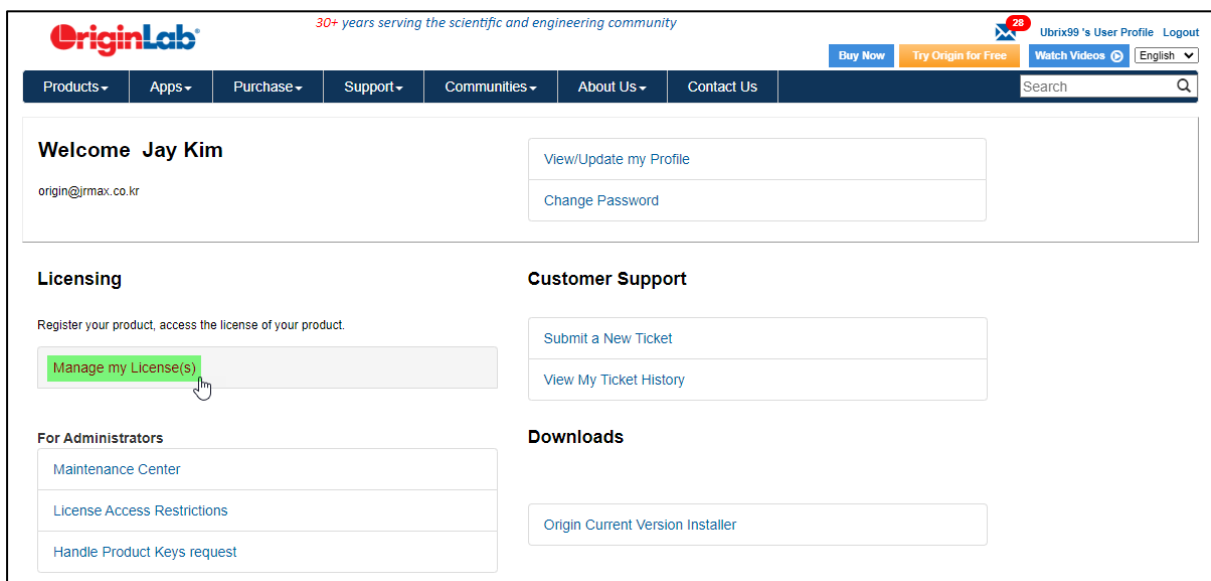 OriginLab®
30+ years serving the scientific and engineering community
28
Ubrix99 's User Profile Logout
Buy Now
Try Origin for Free
Watch Videos
English
Products
Apps
Purchase
Support
Communities
About Us
Contact Us
Search
Welcome Jay Kim
origin@jrmax.co.kr
View/Update my Profile
Change Password
Licensing
Register your product, access the license of your product.
Manage my License(s)
For Administrators
Maintenance Center
License Access Restrictions
Handle Product Keys request
Customer Support
Submit a New Ticket
View My Ticket History
Downloads
Origin Current Version Installer